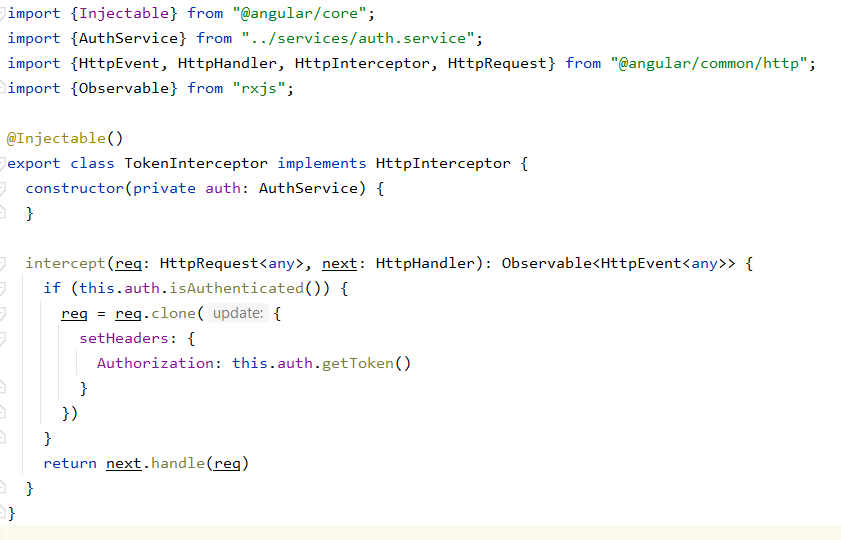 import {Injectable} from "@angular/core";
import {AuthService} from "../services/auth.service";
import {HttpEvent, HttpHandler, HttpInterceptor, HttpRequest} from "@angular/common/http";
import {Observable} from "rxjs";

@Injectable()
export class TokenInterceptor implements HttpInterceptor {
  constructor(private auth: AuthService) {
  }

  intercept(req: HttpRequest<any>, next: HttpHandler): Observable<HttpEvent<any>> {
    if (this.auth.isAuthenticated()) {
      req = req.clone( update: {
        setHeaders: {
          Authorization: this.auth.getToken()
        }
      })
    }
    return next.handle(req)
  }
}